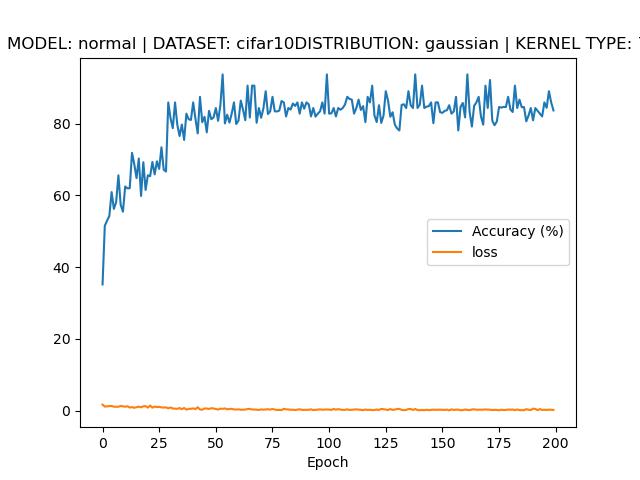 MODEL: normal | DATASET: cifar10DISTRIBUTION: gaussian | KERNEL TYPE:
80
60
40
20
0
Accuracy (%)
loss
0 25 50 75 100 125 150 175 200
Epoch